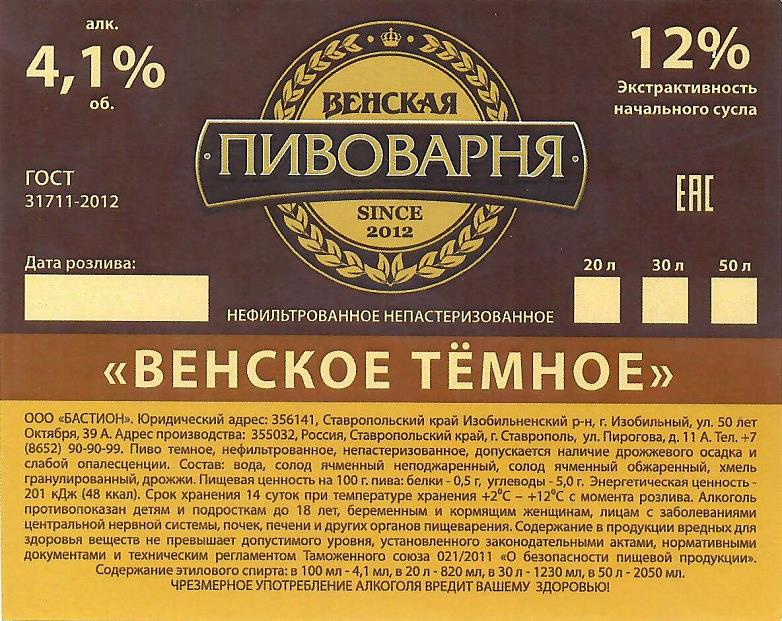 алк.
4,1%
об.
12%
Экстрактивность
начального сусла
ВЕНСКАЯ
·ПИВОВАРНЯ·
SINCE
2012
ГОСТ
31711-2012
EAC
Дата розлива:
20 л 30 л 50 л
НЕФИЛЬТРОВАННОЕ НЕПАСТЕРИЗОВАННОЕ
«ВЕНСКОЕ ТЁМНОЕ»
ООО «БАСТИОН». Юридический адрес: 356141, Ставропольский край Изобильненский р-н, г. Изобильный, ул. 50 лет
Октября, 39 А. Адрес производства: 355032, Россия, Ставропольский край, г. Ставрополь, ул. Пирогова, д. 11 А. Тел. +7
(8652) 90-90-99. Пиво темное, нефильтрованное, непастеризованное, допускается наличие дрожжевого осадка и
слабой опалесценции. Состав: вода, солод ячменный неподжаренный, солод ячменный обжаренный, хмель
гранулированный, дрожжи. Пищевая ценность на 100 г. пива: белки - 0,5 г, углеводы - 5,0 г. Энергетическая ценность -
201 кДж (48 ккал). Срок хранения 14 суток при температуре хранения +2⁰С – +12⁰С с момента розлива. Алкоголь
противопоказан детям и подросткам до 18 лет, беременным и кормящим женщинам, лицам с заболеваниями
центральной нервной системы, почек, печени и других органов пищеварения. Содержание в продукции вредных для
здоровья веществ не превышает допустимого уровня, установленного законодательными актами, нормативными
документами и техническим регламентом Таможенного союза 021/2011 «О безопасности пищевой продукции».
Содержание этилового спирта: в 100 мл - 4,1 мл, в 20 л - 820 мл, в 30 л - 1230 мл, в 50 л - 2050 мл.
ЧРЕЗМЕРНОЕ УПОТРЕБЛЕНИЕ АЛКОГОЛЯ ВРЕДИТ ВАШЕМУ ЗДОРОВЬЮ!